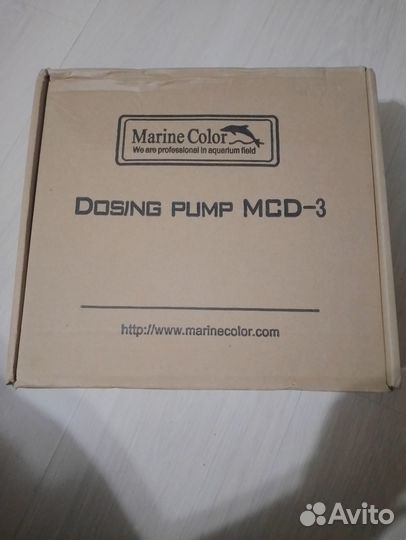 Marine Color
We are professional in aquarium field
DOSING PUMP MCD-3
http://www.marinecolor.com
Avito